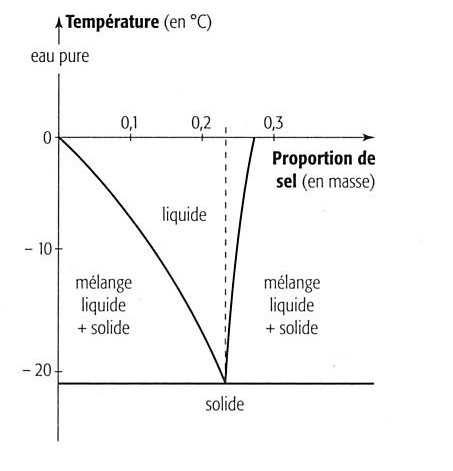 Température (en °C)
eau pure
0,1 0,2 0,3
0
Proportion de
sel (en masse)
liquide
– 10
mélange
liquide
+ solide
mélange
liquide
+ solide
– 20
solide